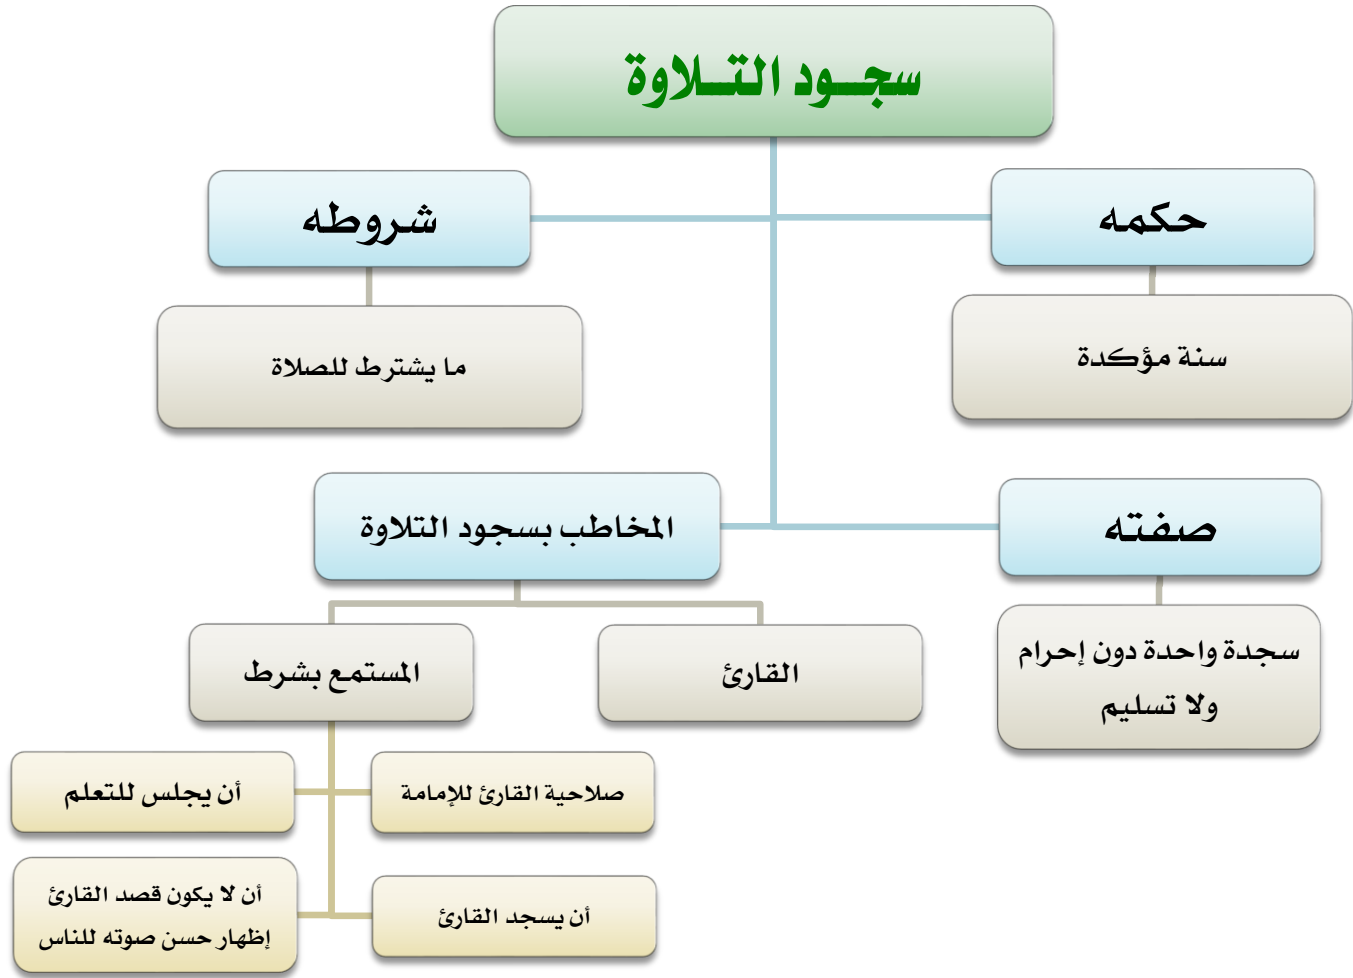 سجود التلاوة
حكمه
شروطه
سنة مؤكدة
ما يشترط للصلاة
صفته
المخاطب بسجود التلاوة
سجدة واحدة دون إحرام
ولا تسليم
القارئ
المستمع بشرط
صلاحية القارئ للإمامة
أن يجلس للتعلم
أن يسجد القارئ
أن لا يكون قصد القارئ
إظهار حسن صوته للناس